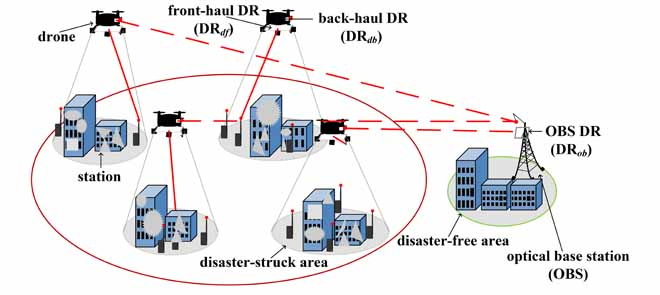 front-haul DR
(DRdf)
back-haul DR
(DRdb)
drone
OBS DR
(DRob)
station
disaster-struck area
disaster-free area
optical base station
(OBS)